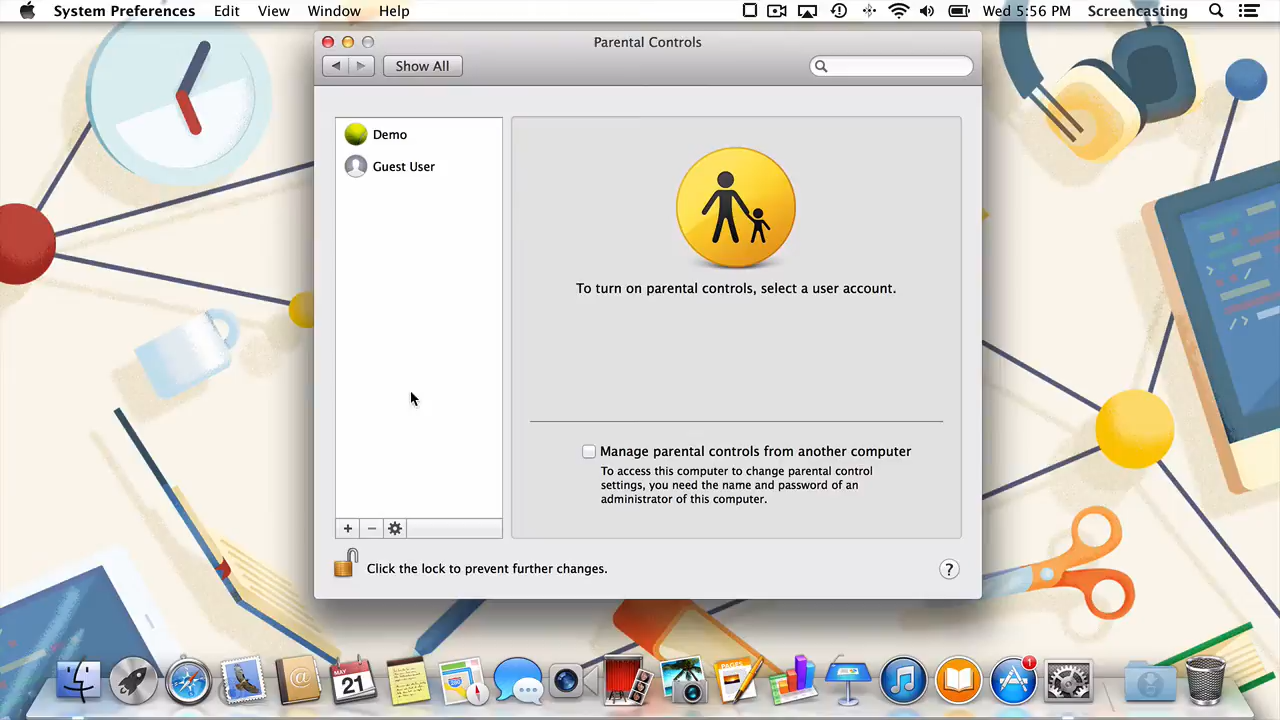 System Preferences Edit View Window Help Wed 5:56 PM Screencasting
Parental Controls
Show All
Demo
Guest User
To turn on parental controls, select a user account.
Manage parental controls from another computer
To access this computer to change parental control
settings, you need the name and password of an
administrator of this computer.
Click the lock to prevent further changes.
?
MAY
21
PAGES
1